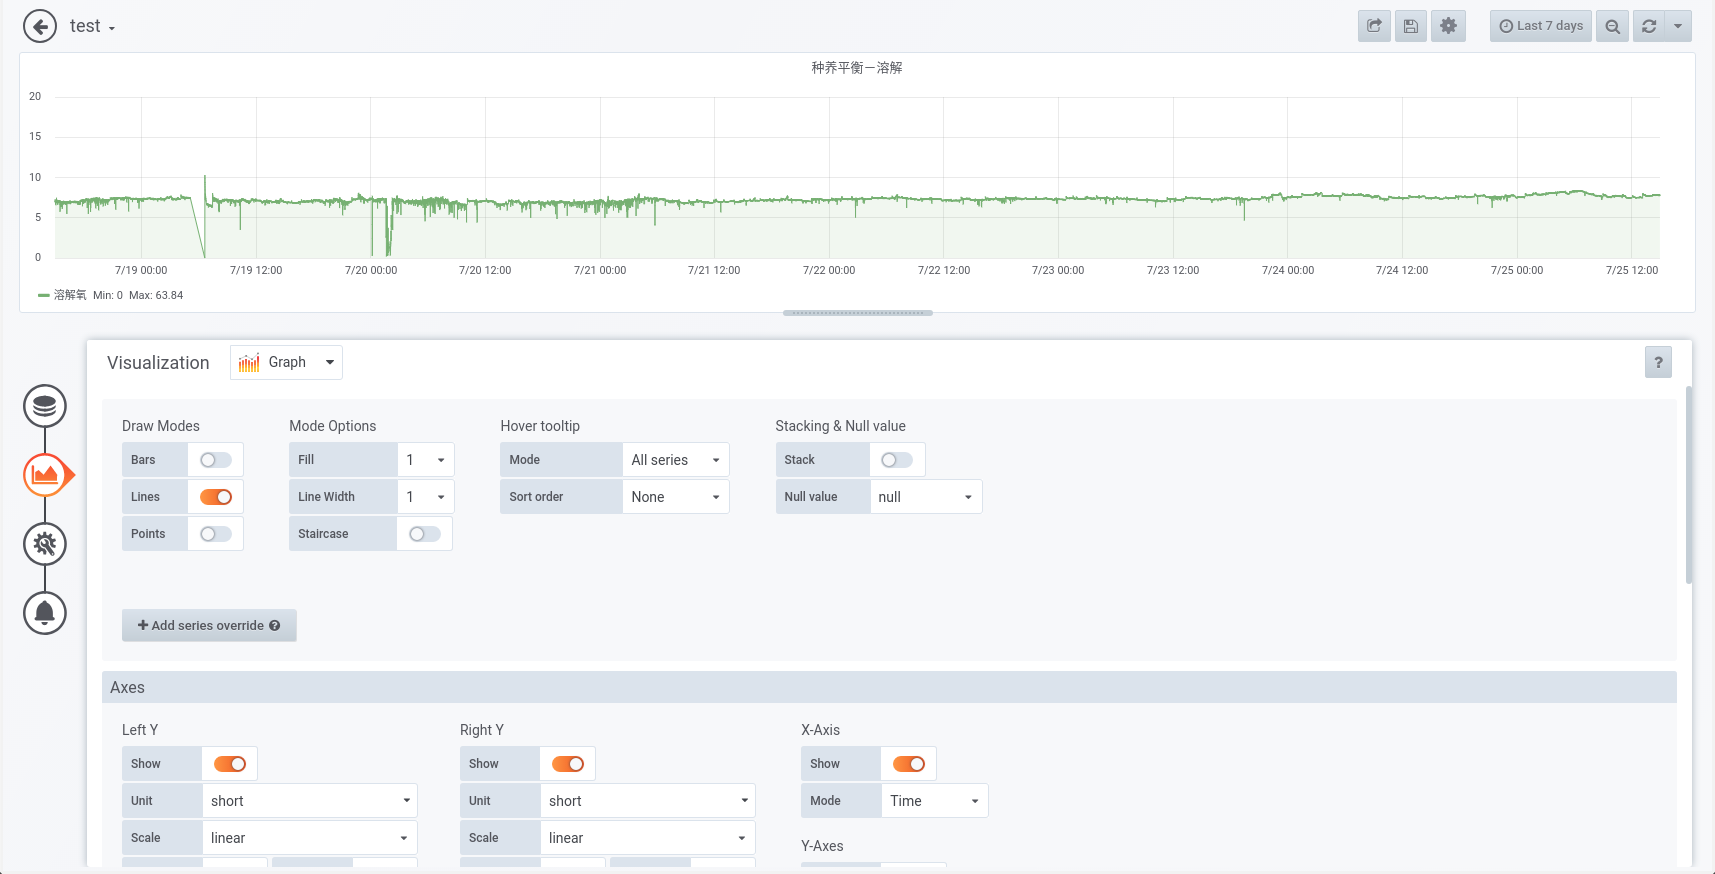 test
Last 7 days
种养平衡－溶解
20
15
10
5
0
7/19 00:00 7/19 12:00 7/20 00:00 7/20 12:00 7/21 00:00 7/21 12:00 7/22 00:00 7/22 12:00 7/23 00:00 7/23 12:00 7/24 00:00 7/24 12:00 7/25 00:00 7/25 12:00
溶解氧 Min: 0 Max: 63.84
Visualization Graph ?
Draw Modes Mode Options Hover tooltip Stacking & Null value
Bars Fill 1 Mode All series Stack
Lines Line Width 1 Sort order None Null value null
Points Staircase
+ Add series override ?
Axes
Left Y Right Y X-Axis
Show Show Show
Unit short Unit short Mode Time
Scale linear Scale linear
Y-Axes